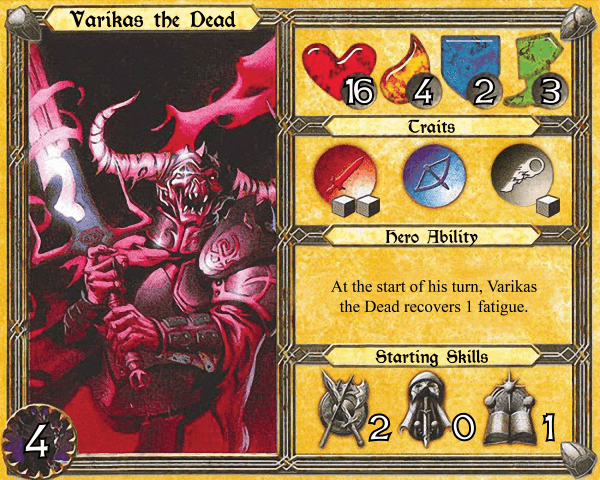 Varikas the Dead
16 4 2 3
Traits
Hero Ability
At the start of his turn, Varikas
the Dead recovers 1 fatigue.
Starting Skills
2 0 1
4